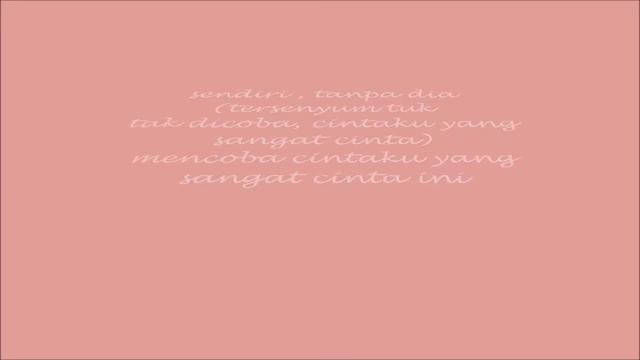 sendiri , tanpa dia
(tersenyum tuk
tak dicoba, cintaku yang
sangat cinta)
mencoba cintaku yang
sangat cinta ini